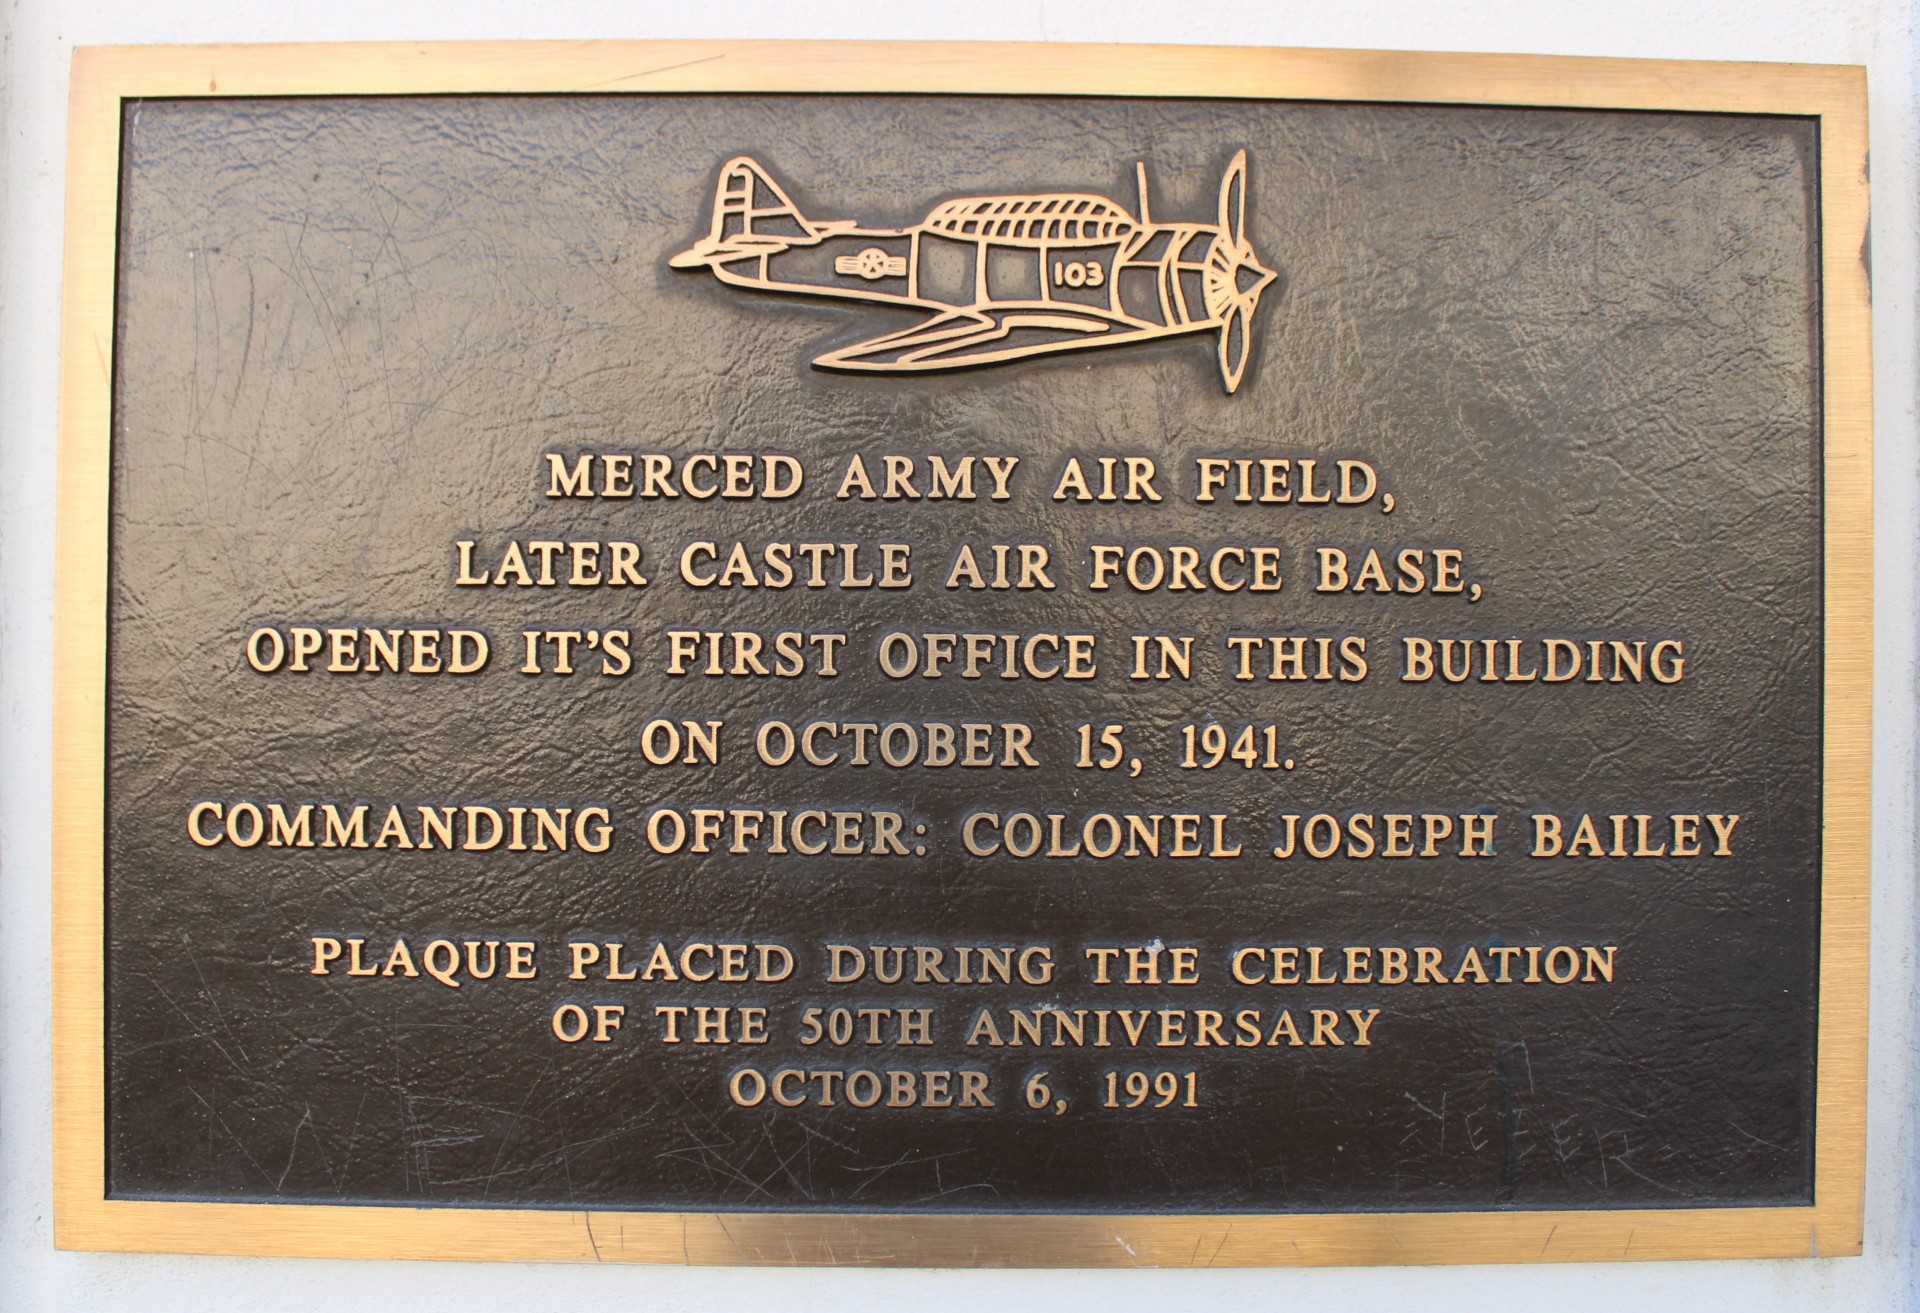 103
MERCED ARMY AIR FIELD,
LATER CASTLE AIR FORCE BASE,
OPENED IT'S FIRST OFFICE IN THIS BUILDING
ON OCTOBER 15, 1941.
COMMANDING OFFICER: COLONEL JOSEPH BAILEY
PLAQUE PLACED DURING THE CELEBRATION
OF THE 50TH ANNIVERSARY
OCTOBER 6, 1991